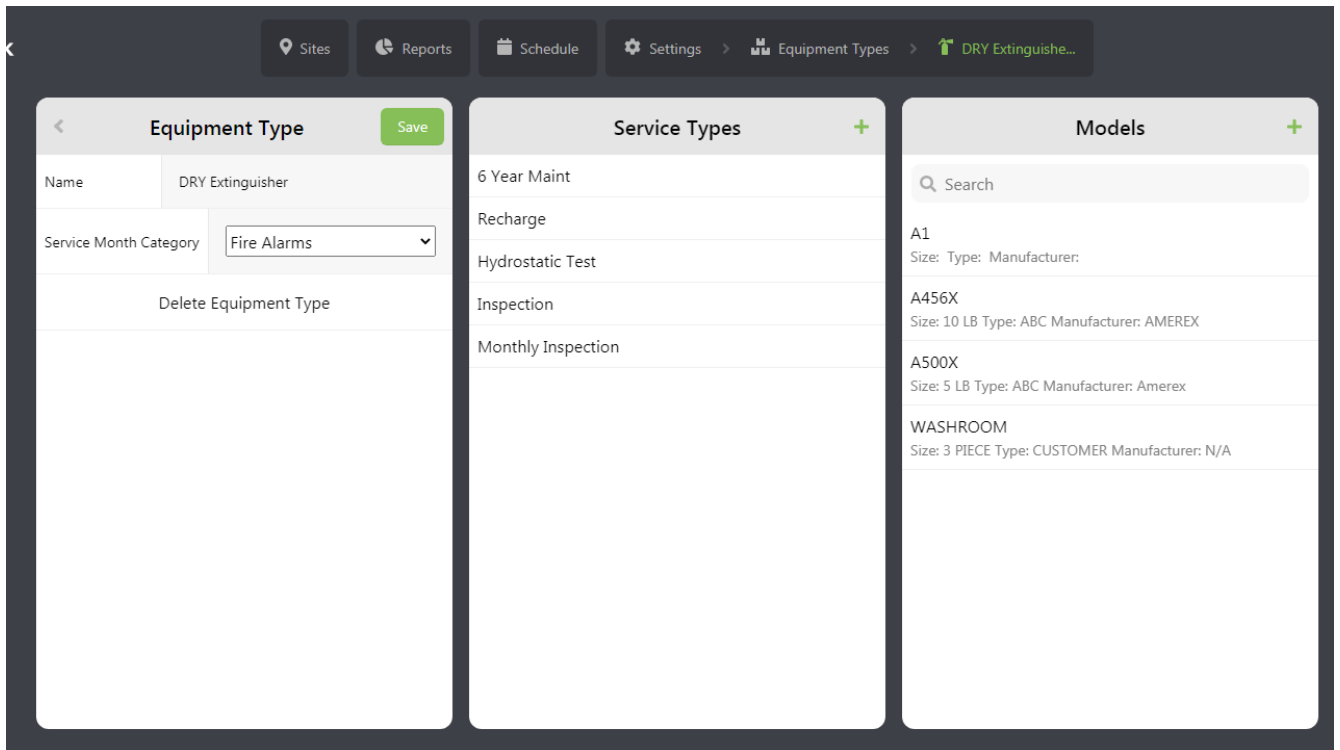 Sites
Reports
Schedule
Settings
Equipment Types
DRY Extinguishe...
Equipment Type
Save
Name
DRY Extinguisher
Service Month Category
Fire Alarms
Delete Equipment Type
Service Types
+
6 Year Maint
Recharge
Hydrostatic Test
Inspection
Monthly Inspection
Models
+
Search
A1
Size: Type: Manufacturer:
A456X
Size: 10 LB Type: ABC Manufacturer: AMEREX
A500X
Size: 5 LB Type: ABC Manufacturer: Amerex
WASHROOM
Size: 3 PIECE Type: CUSTOMER Manufacturer: N/A